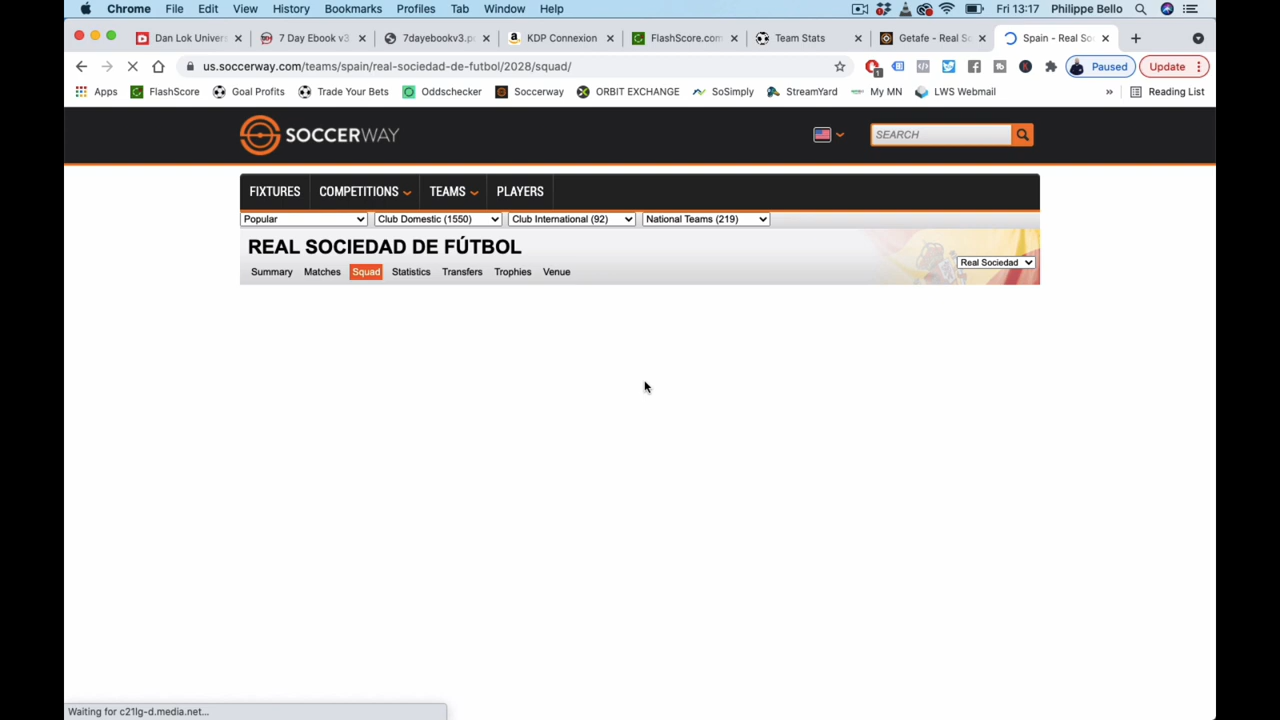 Chrome File Edit View History Bookmarks Profiles Tab Window Help Fri 13:17 Philippe Bello
Dan Lok Univers 7 Day Ebook v3 7dayebookv3.p KDP Connexion FlashScore.com Team Stats Getafe - Real So Spain - Real Soc
us.soccerway.com/teams/spain/real-sociedad-de-futbol/2028/squad/ 1 Paused Update
Apps FlashScore Goal Profits Trade Your Bets Oddschecker Soccerway ORBIT EXCHANGE SoSimply StreamYard My MN LWS Webmail » Reading List
SOCCERWAY SEARCH
FIXTURES COMPETITIONS TEAMS PLAYERS
Popular Club Domestic (1550) Club International (92) National Teams (219)
REAL SOCIEDAD DE FÚTBOL
Real Sociedad
Summary Matches Squad Statistics Transfers Trophies Venue
Waiting for c21lg-d.media.net...